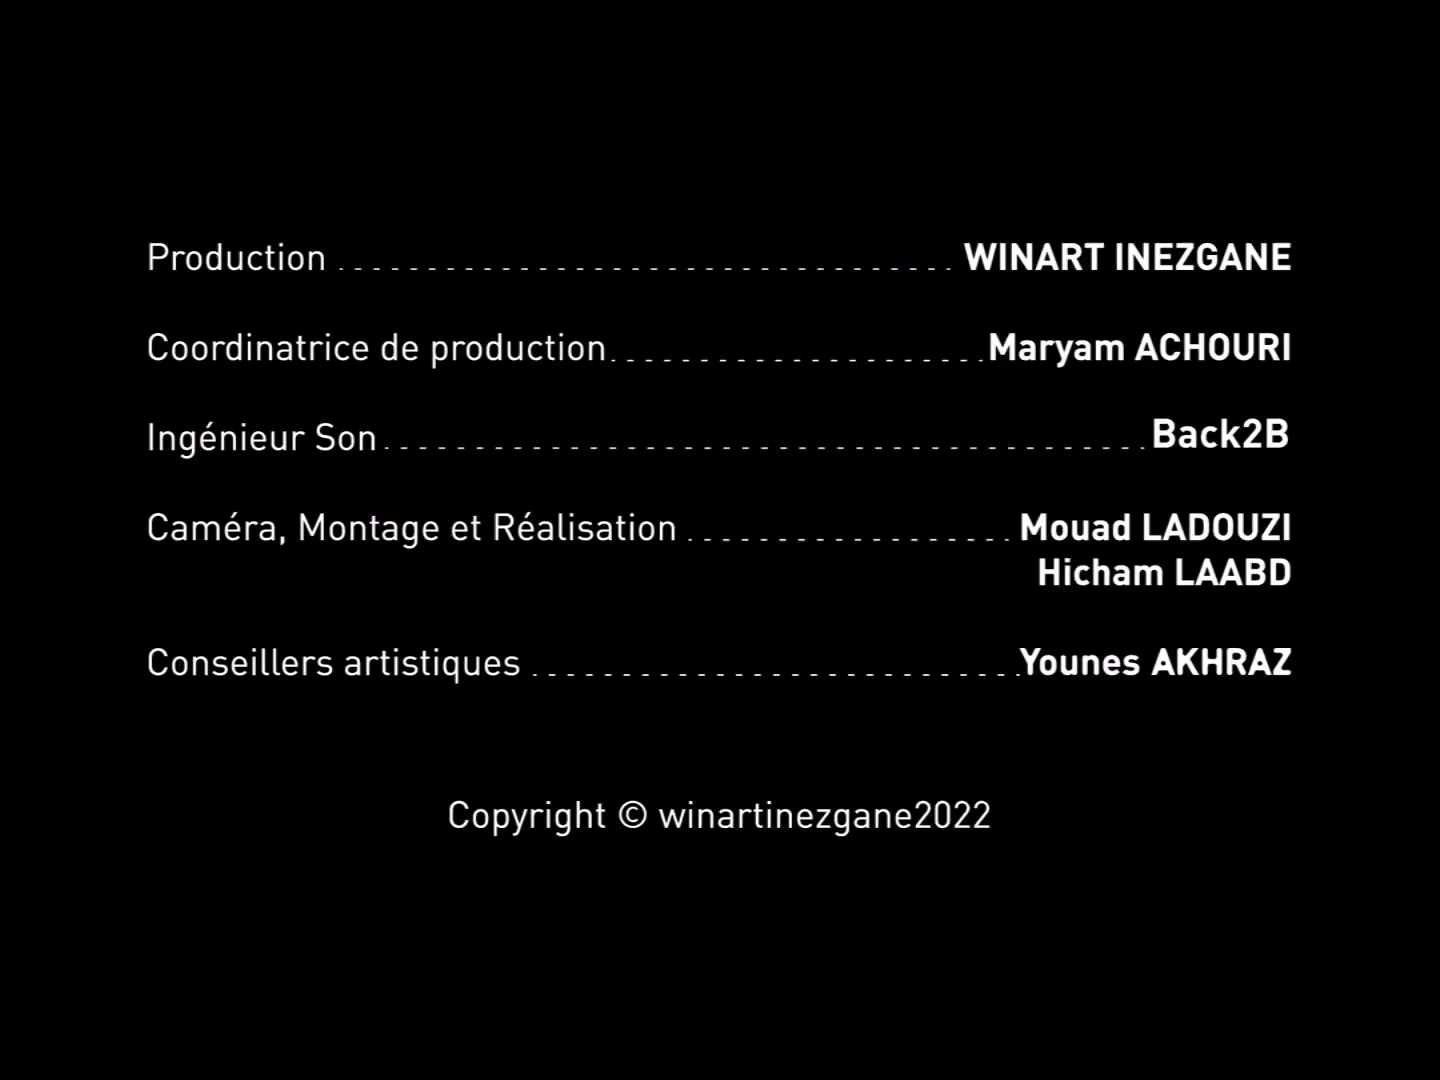 Production WINART INEZGANE
Coordinatrice de production Maryam ACHOURI
Ingénieur Son Back2B
Caméra, Montage et Réalisation Mouad LADOUZI
Hicham LAABD
Conseillers artistiques Younes AKHRAZ
Copyright © winartinezgane2022